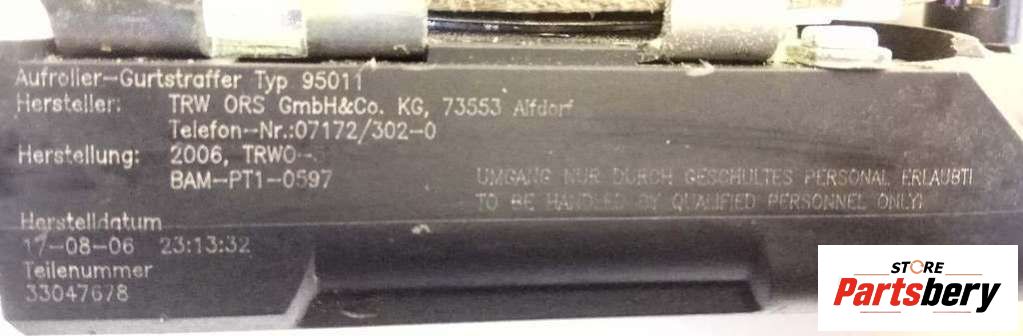 Aufroller-Gurtstraffer Typ 95011
Hersteller: TRW ORS GmbH&Co. KG, 73553 Alfdorf
Telefon-Nr.:07172/302-0
Herstellung: 2006,
BAM-PT1-0597
UMGANG NUR DURCH GESCHULTES PERSONAL ERLAUBT!
TO BE HANDLED BY QUALIFIED PERSONNEL ONLY!
Herstelldatum
17-08-06 23:13:32
Teilenummer
33047678
STORE
Partsbery